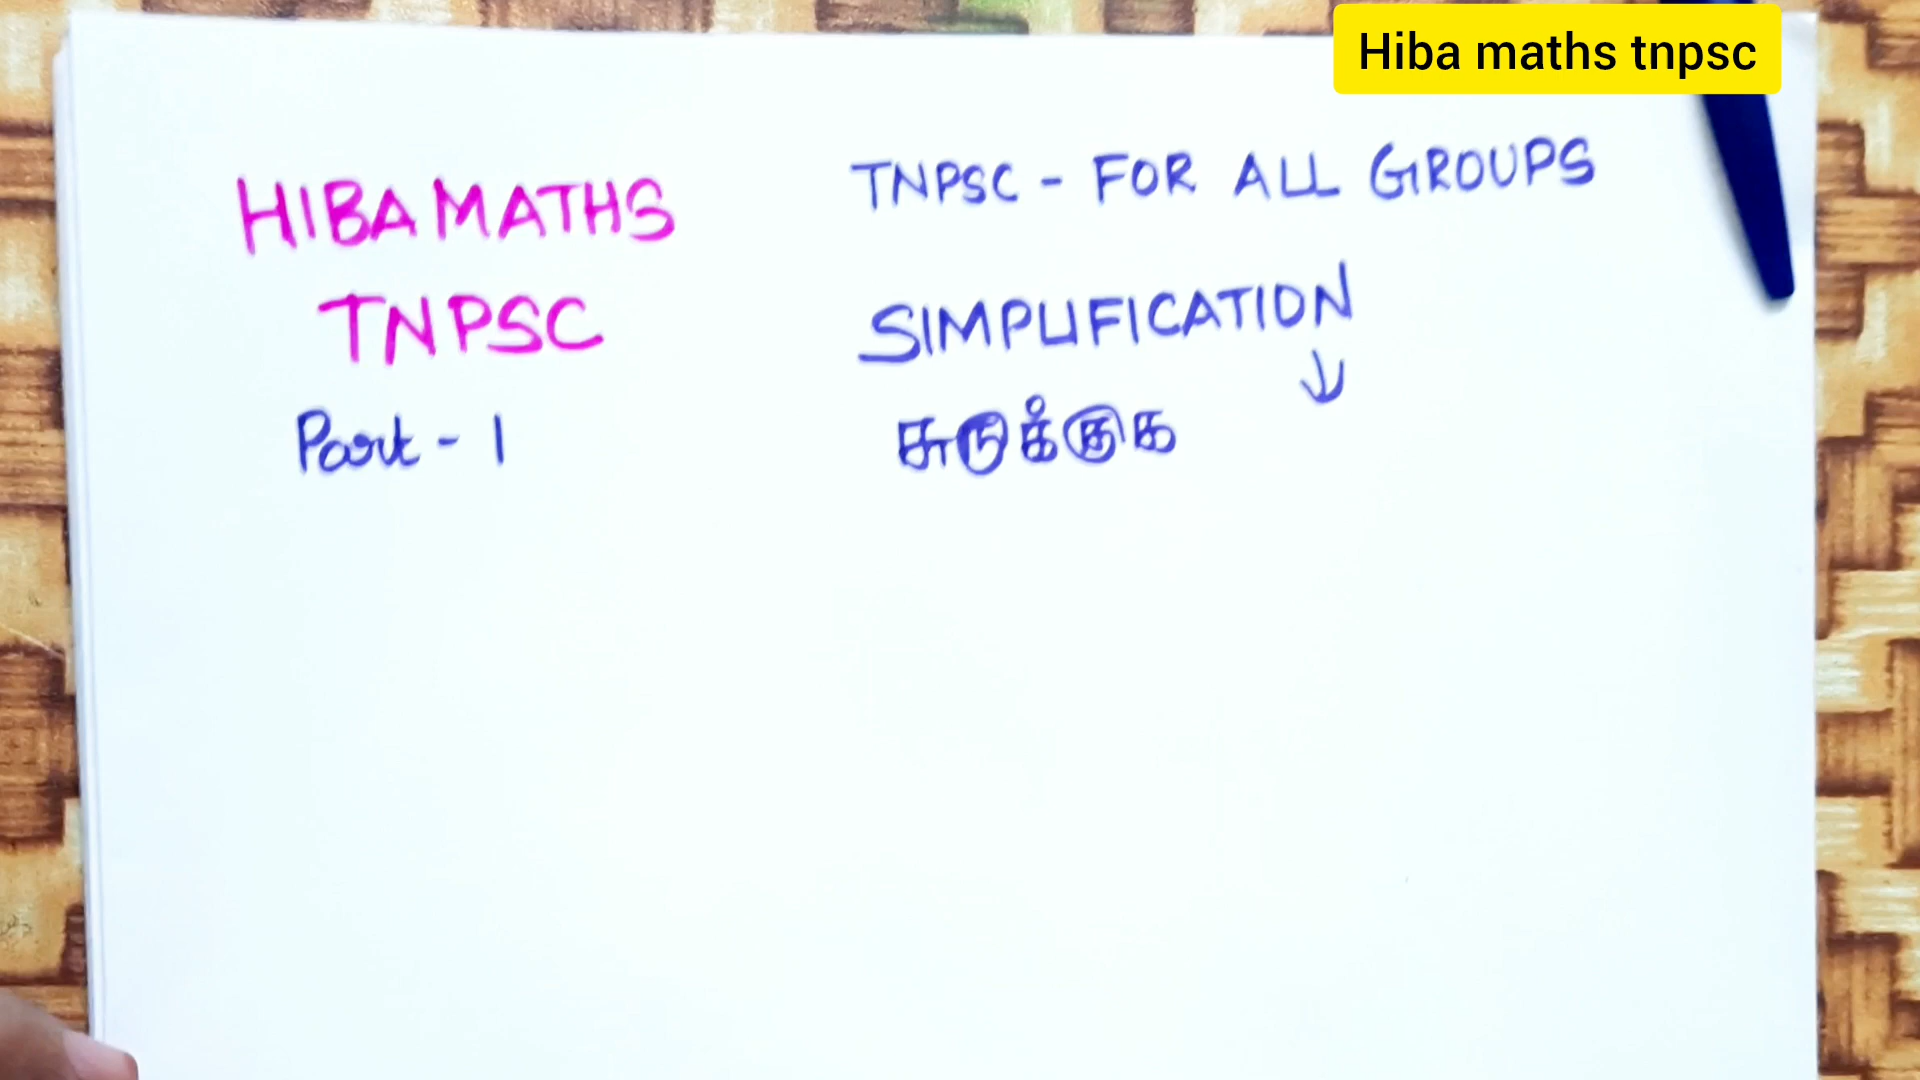 Hiba maths tnpsc
HIBA MATHS
TNPSC
Part - 1
TNPSC - FOR ALL GROUPS
SIMPLIFICATION
சுருக்குக